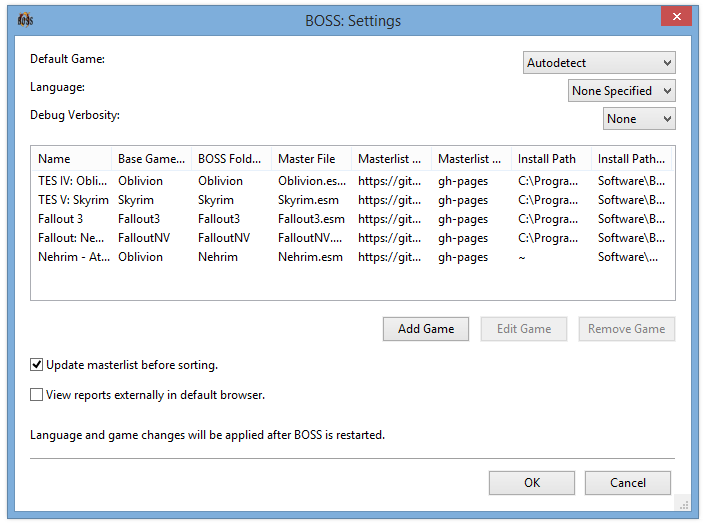 BOSS
BOSS: Settings
Default Game:
Autodetect
Language:
None Specified
Debug Verbosity:
None
Name Base Game... BOSS Fold... Master File Masterlist ... Masterlist ... Install Path Install Path...
TES IV: Obli... Oblivion Oblivion Oblivion.es... https://git... gh-pages C:\Progra... Software\B...
TES V: Skyrim Skyrim Skyrim Skyrim.esm https://git... gh-pages C:\Progra... Software\B...
Fallout 3 Fallout3 Fallout3 Fallout3.esm https://git... gh-pages C:\Progra... Software\B...
Fallout: Ne... FalloutNV FalloutNV FalloutNV.... https://git... gh-pages C:\Progra... Software\B...
Nehrim - At... Oblivion Nehrim Nehrim.esm https://git... gh-pages ~ Software\...
Add Game Edit Game Remove Game
Update masterlist before sorting.
View reports externally in default browser.
Language and game changes will be applied after BOSS is restarted.
OK Cancel